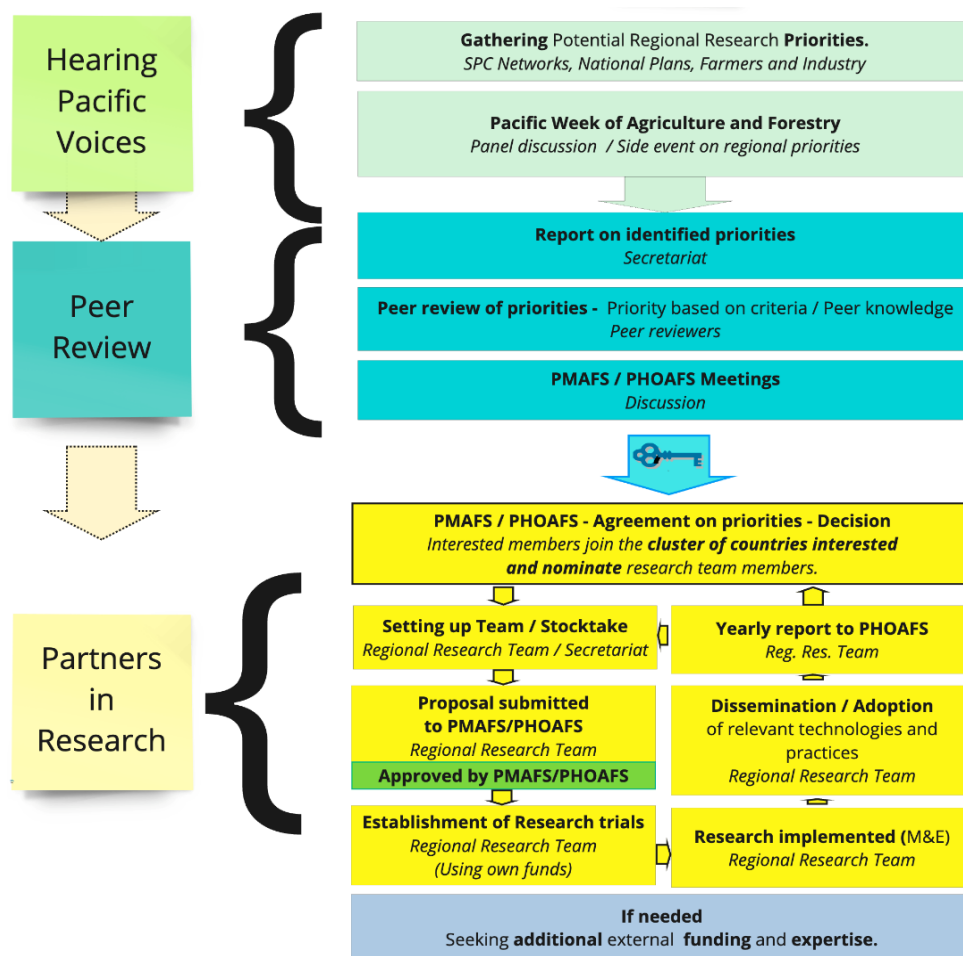 Hearing
Pacific
Voices
Gathering Potential Regional Research Priorities.
SPC Networks, National Plans, Farmers and Industry
Pacific Week of Agriculture and Forestry
Panel discussion / Side event on regional priorities
Peer
Review
Report on identified priorities
Secretariat
Peer review of priorities - Priority based on criteria / Peer knowledge
Peer reviewers
PMAFS / PHOAFS Meetings
Discussion
PMAFS / PHOAFS - Agreement on priorities - Decision
Interested members join the cluster of countries interested
and nominate research team members.
Partners
in
Research
Setting up Team / Stocktake
Regional Research Team / Secretariat
Proposal submitted
to PMAFS/PHOAFS
Regional Research Team
Approved by PMAFS/PHOAFS
Establishment of Research trials
Regional Research Team
(Using own funds)
Research implemented (M&E)
Regional Research Team
Dissemination / Adoption
of relevant technologies and
practices
Regional Research Team
Yearly report to PHOAFS
Reg. Res. Team
If needed
Seeking additional external funding and expertise.